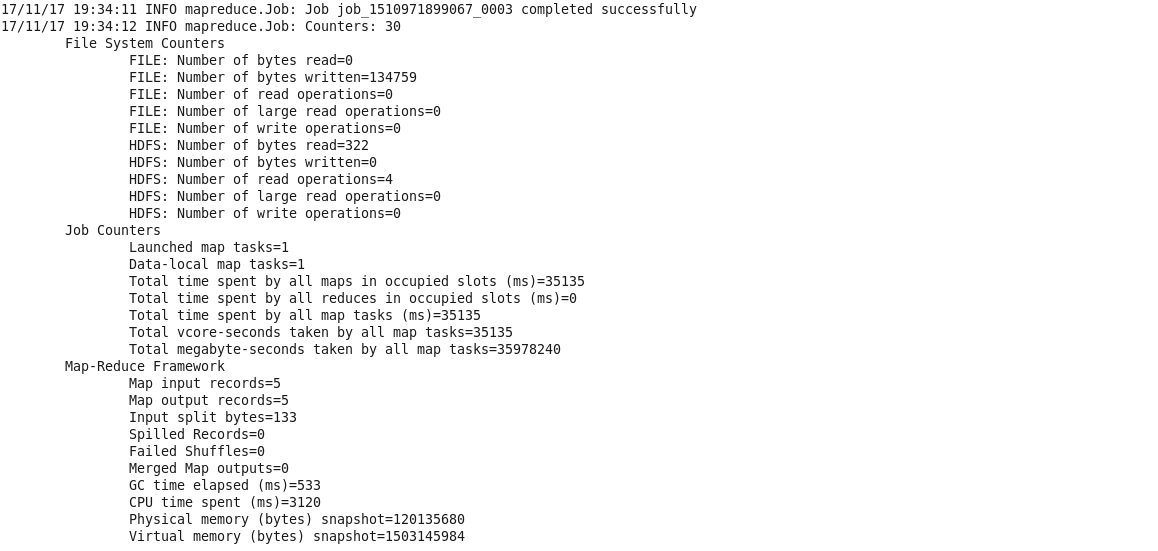 17/11/17 19:34:11 INFO mapreduce.Job: Job job_1510971899067_0003 completed successfully
17/11/17 19:34:12 INFO mapreduce.Job: Counters: 30
File System Counters
FILE: Number of bytes read=0
FILE: Number of bytes written=134759
FILE: Number of read operations=0
FILE: Number of large read operations=0
FILE: Number of write operations=0
HDFS: Number of bytes read=322
HDFS: Number of bytes written=0
HDFS: Number of read operations=4
HDFS: Number of large read operations=0
HDFS: Number of write operations=0
Job Counters
Launched map tasks=1
Data-local map tasks=1
Total time spent by all maps in occupied slots (ms)=35135
Total time spent by all reduces in occupied slots (ms)=0
Total time spent by all map tasks (ms)=35135
Total vcore-seconds taken by all map tasks=35135
Total megabyte-seconds taken by all map tasks=35978240
Map-Reduce Framework
Map input records=5
Map output records=5
Input split bytes=133
Spilled Records=0
Failed Shuffles=0
Merged Map outputs=0
GC time elapsed (ms)=533
CPU time spent (ms)=3120
Physical memory (bytes) snapshot=120135680
Virtual memory (bytes) snapshot=1503145984